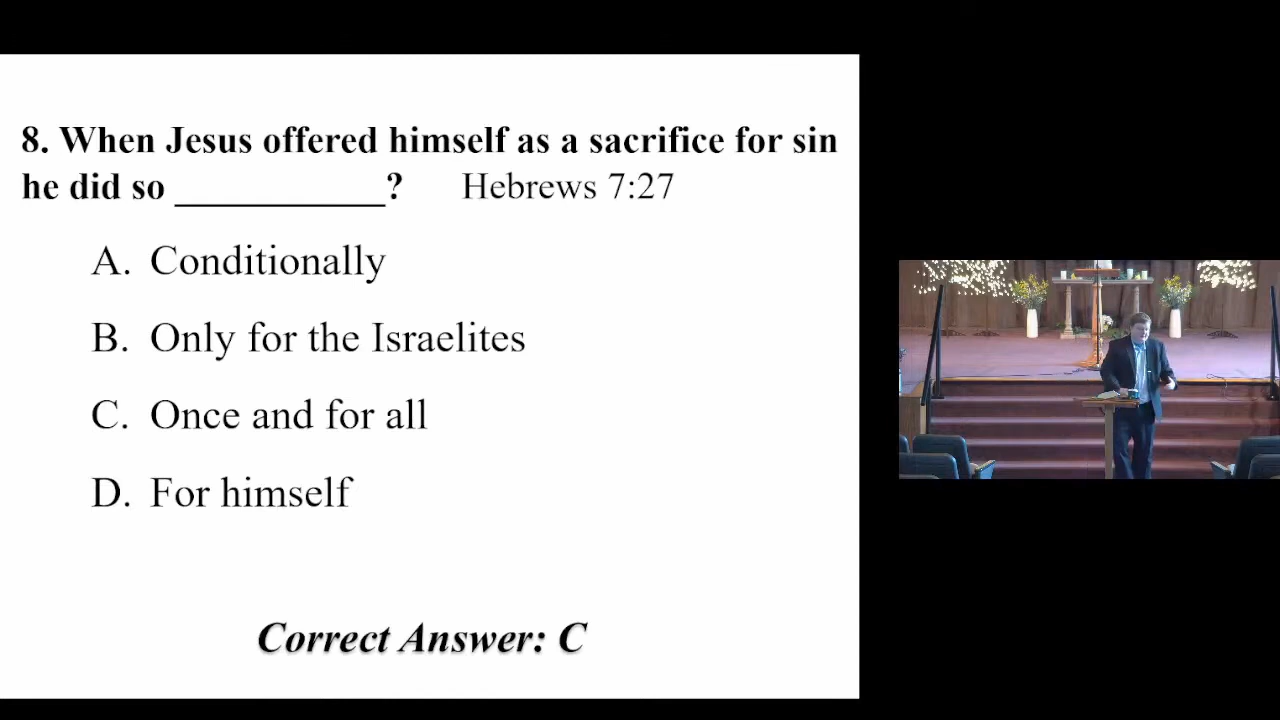 8. When Jesus offered himself as a sacrifice for sin
he did so ___________? Hebrews 7:27
A. Conditionally
B. Only for the Israelites
C. Once and for all
D. For himself
Correct Answer: C